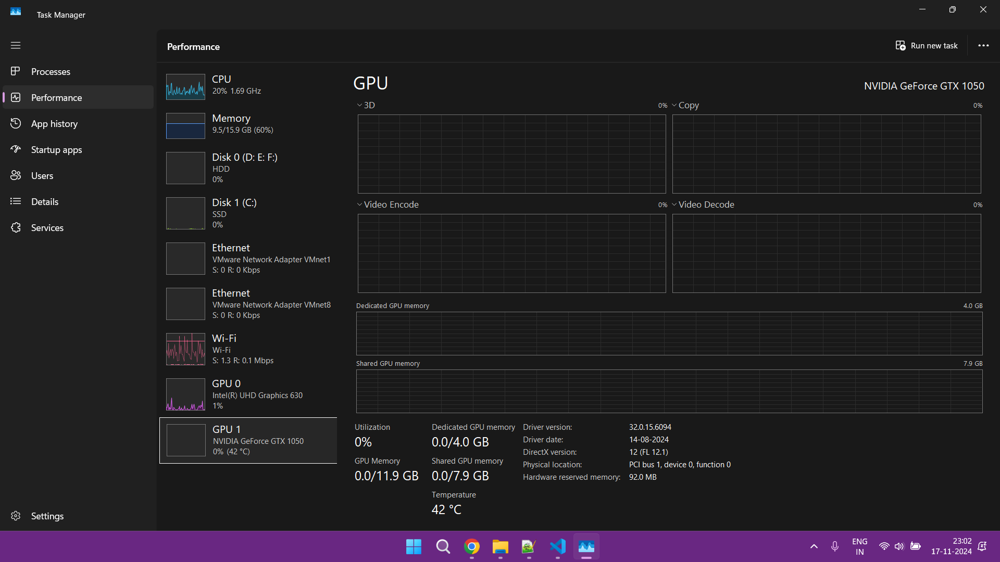 Task Manager
Processes
Performance
App history
Startup apps
Users
Details
Services
Settings
Performance
Run new task
CPU
20% 1.69 GHz
Memory
9.5/15.9 GB (60%)
Disk 0 (D: E: F:)
HDD
0%
Disk 1 (C:)
SSD
0%
Ethernet
VMware Network Adapter VMnet1
S: 0 R: 0 Kbps
Ethernet
VMware Network Adapter VMnet8
S: 0 R: 0 Kbps
Wi-Fi
Wi-Fi
S: 1.3 R: 0.1 Mbps
GPU 0
Intel(R) UHD Graphics 630
1%
GPU 1
NVIDIA GeForce GTX 1050
0% (42 °C)
GPU
NVIDIA GeForce GTX 1050
3D 0%
Copy 0%
Video Encode 0%
Video Decode 0%
Dedicated GPU memory 4.0 GB
Shared GPU memory 7.9 GB
Utilization
0%
GPU Memory
0.0/11.9 GB
Dedicated GPU memory
0.0/4.0 GB
Shared GPU memory
0.0/7.9 GB
Temperature
42 °C
Driver version: 32.0.15.6094
Driver date: 14-08-2024
DirectX version: 12 (FL 12.1)
Physical location: PCI bus 1, device 0, function 0
Hardware reserved memory: 92.0 MB
ENG
IN
23:02
17-11-2024